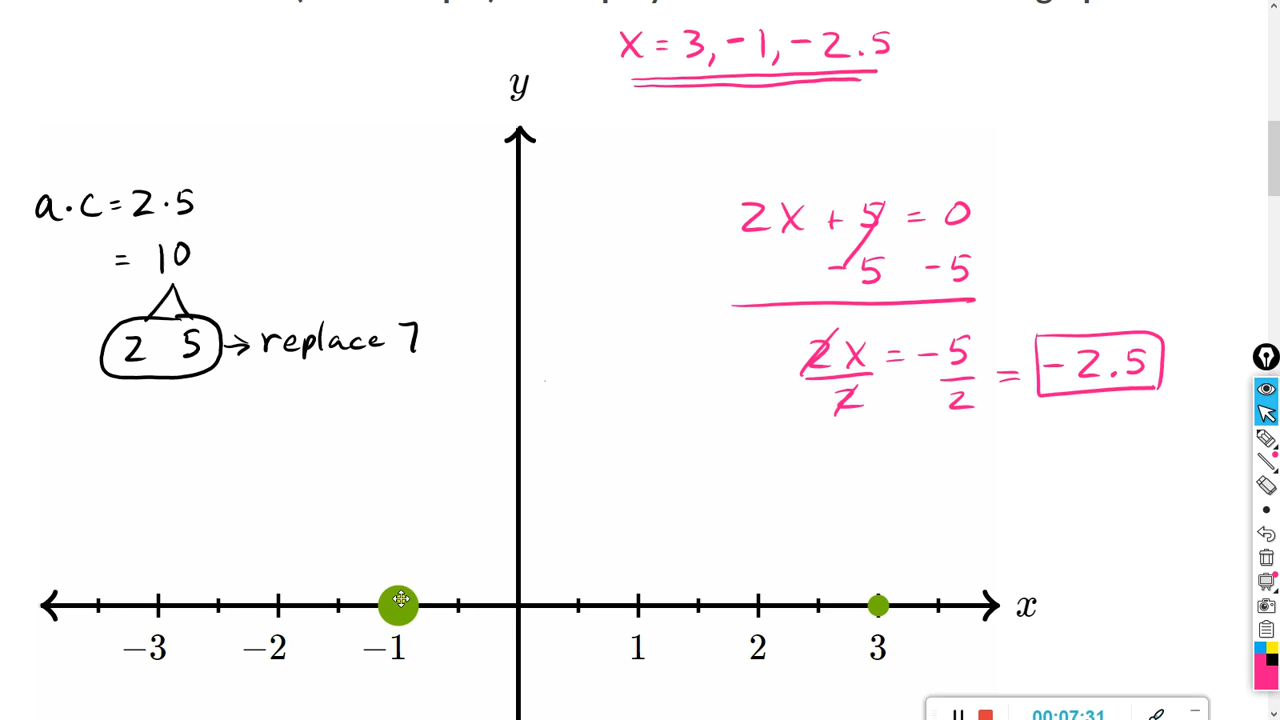 x = 3, -1, -2.5
y
a·c = 2·5
= 10
2 5 → replace 7
2x + 5 = 0
-5 -5
2x = -5 = -2.5
2 2
−3 −2 −1 1 2 3 x
00:07:31